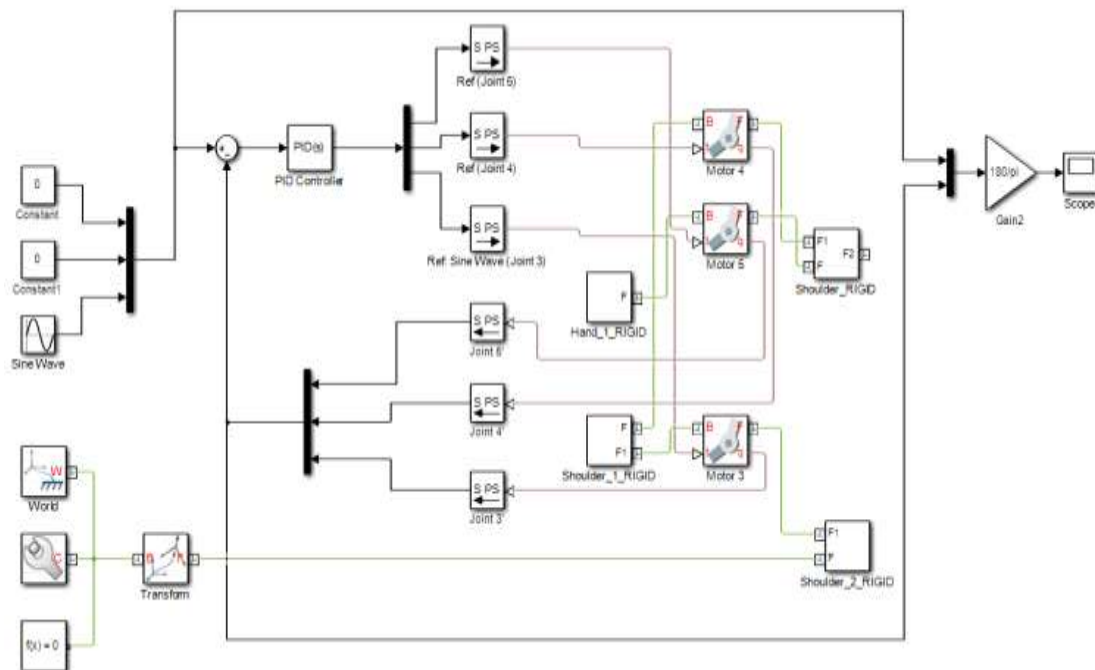 S PS
Ref (Joint 5)
S PS
Ref (Joint 4)
S PS
Ref: Sine Wave (Joint 3)
PID(s)
PID Controller
0
Constant
0
Constant1
Sine Wave
B F
t q
Motor 4
B F
t q
Motor 5
F1
F
F2
Shoulder_RIGID
180/pi
Gain2
Scope
F
Hand_1_RIGID
S PS
Joint 5'
S PS
Joint 4'
S PS
Joint 3'
F
F1
Shoulder_1_RIGID
B F
t q
Motor 3
W
World
C
f(x) = 0
B F
Transform
F1
F
Shoulder_2_RIGID